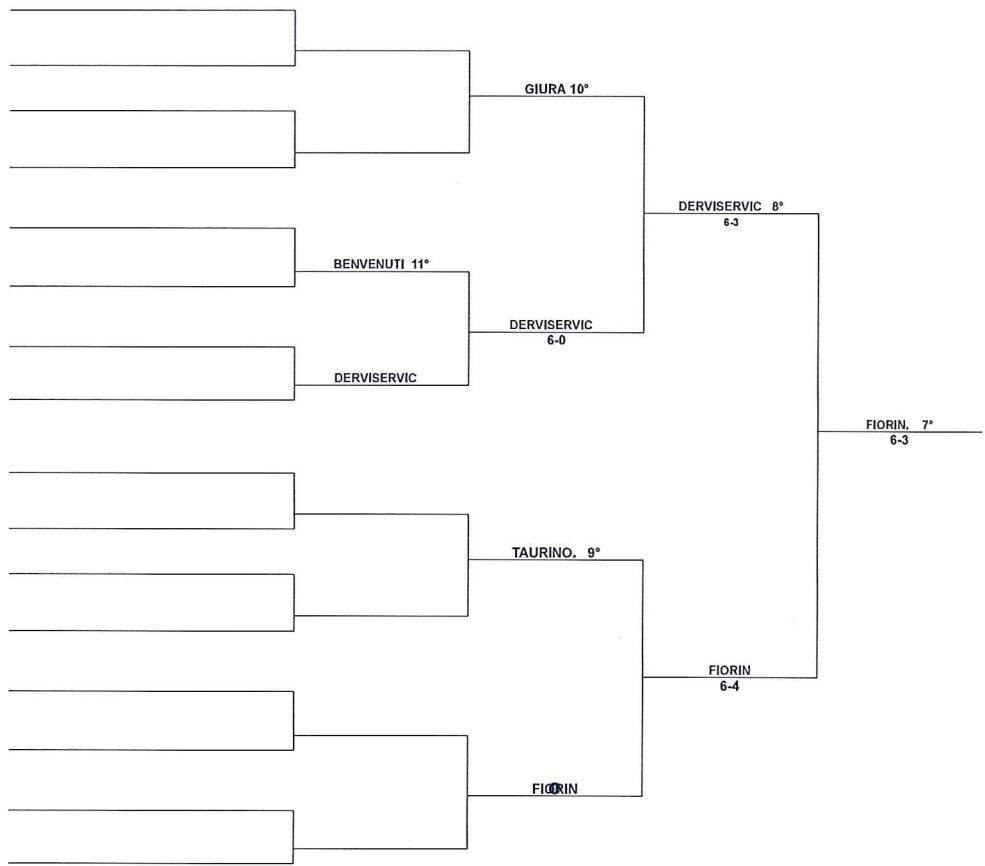 GIURA 10°
DERVISERVIC 8°
6-3
BENVENUTI 11°
DERVISERVIC
6-0
DERVISERVIC
FIORIN. 7°
6-3
TAURINO. 9°
FIORIN
6-4
FIORIN